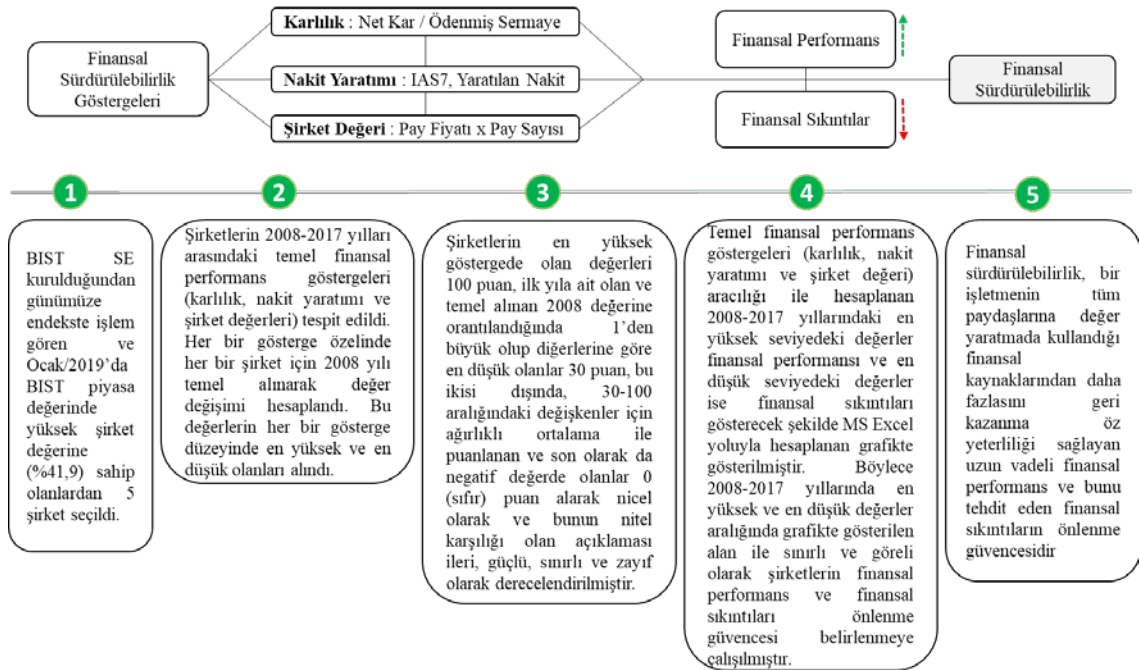 Finansal
Sürdürülebilirlik
Göstergeleri
Karlılık : Net Kar / Ödenmiş Sermaye
Nakit Yaratımı : IAS7, Yaratılan Nakit
Şirket Değeri : Pay Fiyatı x Pay Sayısı
Finansal Performans
Finansal Sıkıntılar
Finansal
Sürdürülebilirlik
1
BIST SE
kurulduğundan
günümüze
endekste işlem
gören ve
Ocak/2019’da
BIST piyasa
değerinde
yüksek şirket
değerine
(%41,9) sahip
olanlardan 5
şirket seçildi.
2
Şirketlerin 2008-2017 yılları
arasındaki temel finansal
performans göstergeleri
(karlılık, nakit yaratımı ve
şirket değerleri) tespit edildi.
Her bir gösterge özelinde
her bir şirket için 2008 yılı
temel alınarak değer
değişimi hesaplandı. Bu
değerlerin her bir gösterge
düzeyinde en yüksek ve en
düşük olanları alındı.
3
Şirketlerin en yüksek
göstergede olan değerleri
100 puan, ilk yıla ait olan ve
temel alınan 2008 değerine
orantılandığında 1’den
büyük olup diğerlerine göre
en düşük olanlar 30 puan, bu
ikisi dışında, 30-100
aralığındaki değişkenler için
ağırlıklı ortalama ile
puanlanan ve son olarak da
negatif değerde olanlar 0
(sıfır) puan alarak nicel
olarak ve bunun nitel
karşılığı olan açıklaması
ileri, güçlü, sınırlı ve zayıf
olarak derecelendirilmiştir.
4
Temel finansal performans
göstergeleri (karlılık, nakit
yaratımı ve şirket değeri)
aracılığı ile hesaplanan
2008-2017 yıllarındaki en
yüksek seviyedeki değerler
finansal performansı ve en
düşük seviyedeki değerler
ise finansal sıkıntıları
gösterecek şekilde MS Excel
yoluyla hesaplanan grafikte
gösterilmiştir. Böylece
2008-2017 yıllarında en
yüksek ve en düşük değerler
aralığında grafikte gösterilen
alan ile sınırlı ve göreli
olarak şirketlerin finansal
performans ve finansal
sıkıntıları önlenme
güvencesi belirlenmeye
çalışılmıştır.
5
Finansal
sürdürülebilirlik, bir
işletmenin tüm
paydaşlarına değer
yaratmada kullandığı
finansal
kaynaklarından daha
fazlasını geri
kazanma öz
yeterliliği sağlayan
uzun vadeli finansal
performans ve bunu
tehdit eden finansal
sıkıntıların önlenme
güvencesidir